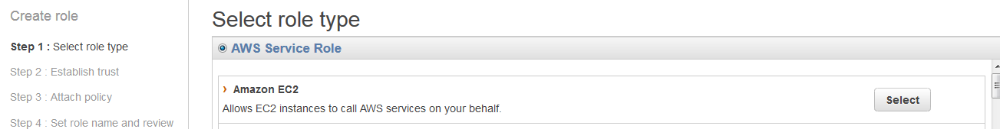 Create role
Step 1 : Select role type
Step 2 : Establish trust
Step 3 : Attach policy
Step 4 : Set role name and review
Select role type
AWS Service Role
› Amazon EC2
Allows EC2 instances to call AWS services on your behalf.
Select